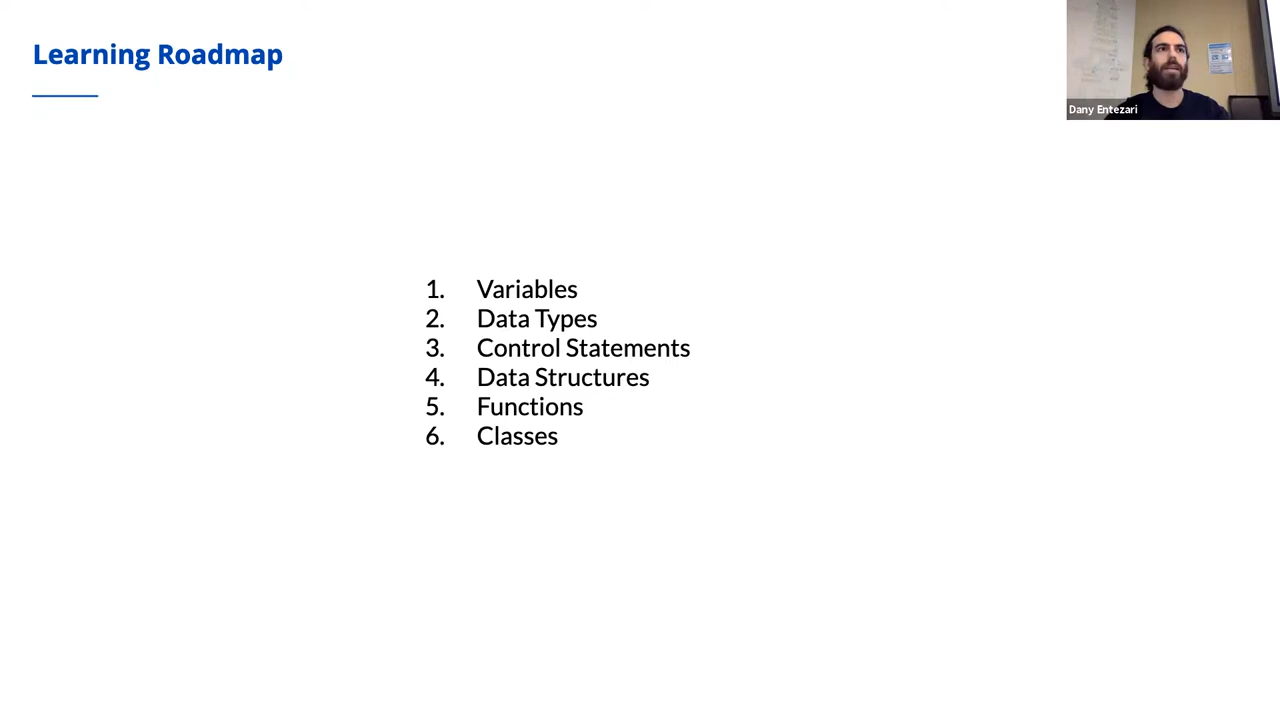 Learning Roadmap
Dany Entezari
1. Variables
2. Data Types
3. Control Statements
4. Data Structures
5. Functions
6. Classes